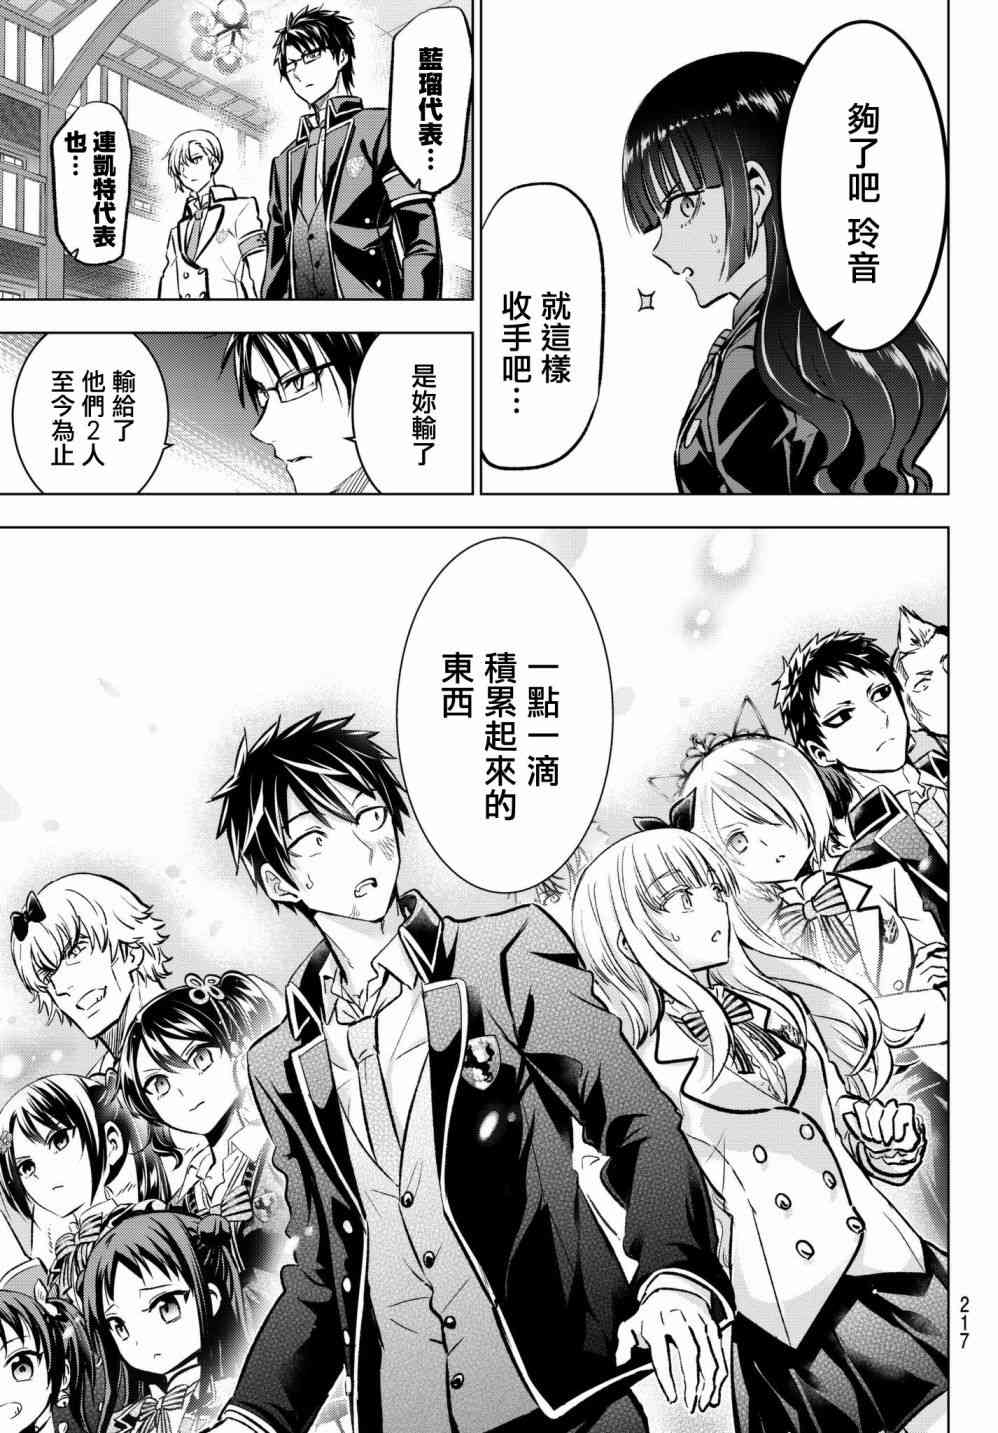 夠了吧 玲音
就這樣
收手吧…
藍瑠代表…
連凱特代表
也…
是妳輸了
輸給了
他們2人
至今為止
一點一滴
積累起來的
東西
217